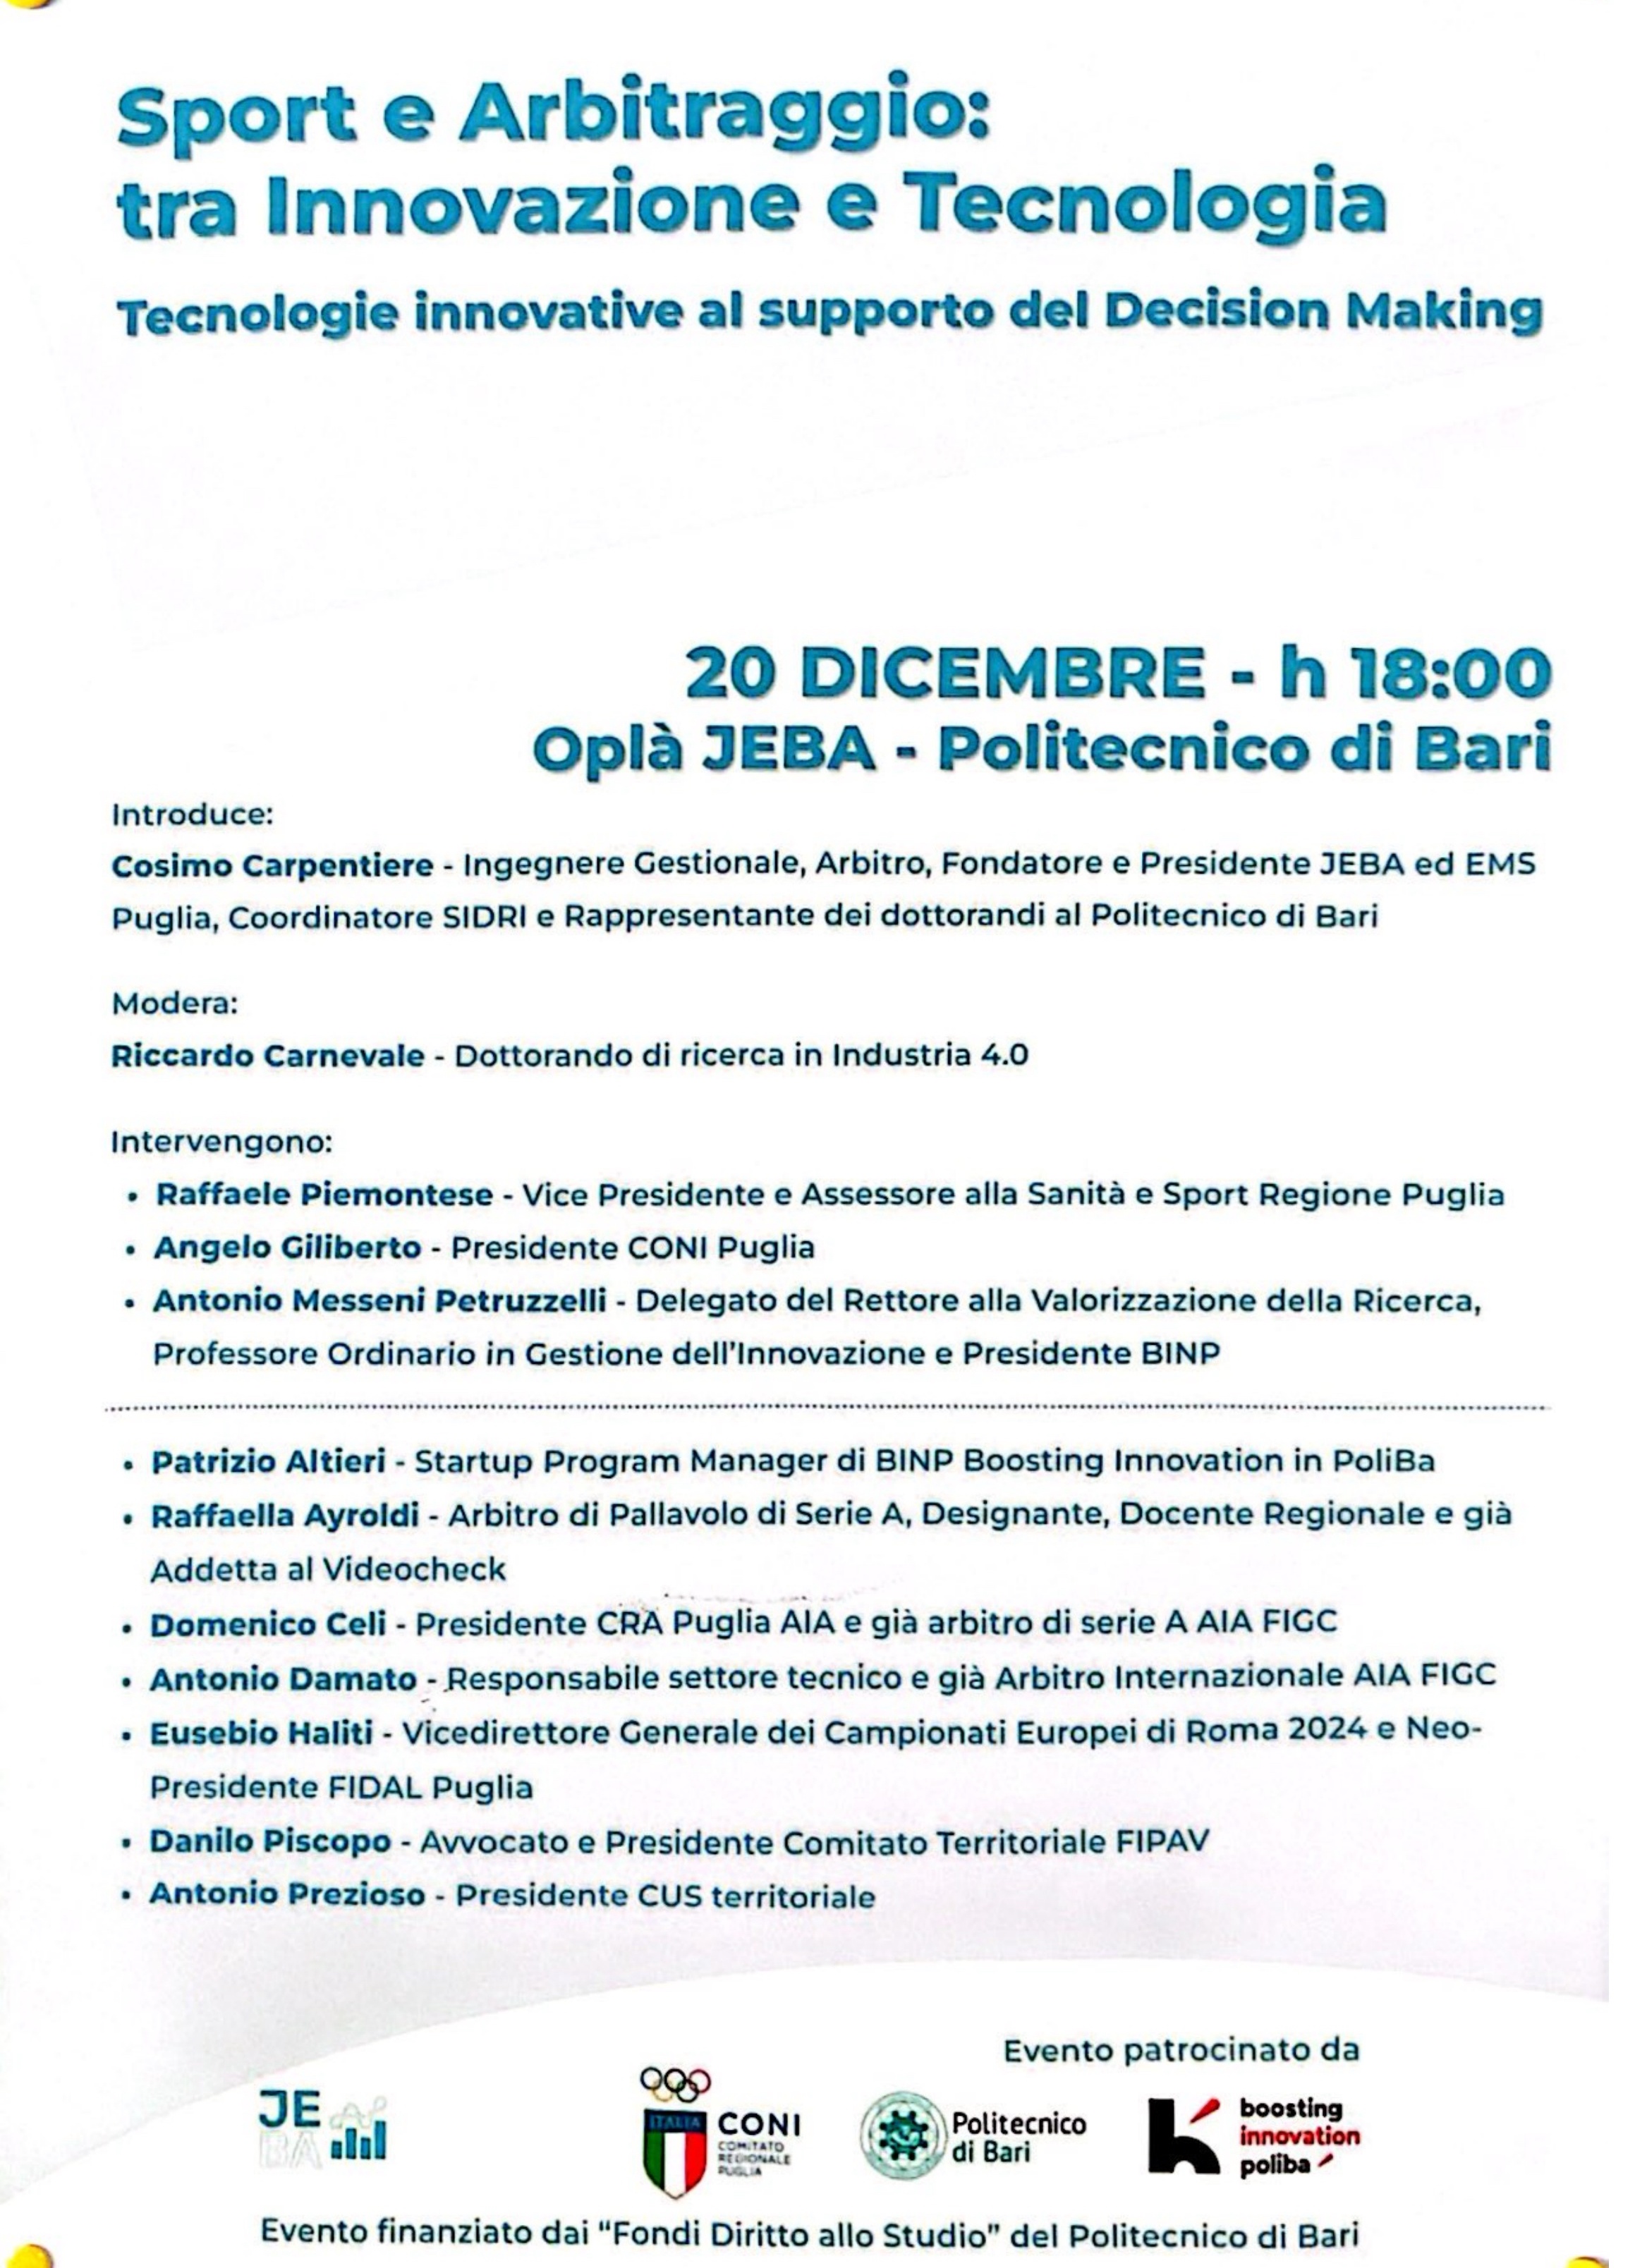 Sport e Arbitraggio:
tra Innovazione e Tecnologia
Tecnologie innovative al supporto del Decision Making
20 DICEMBRE - h 18:00
Oplà JEBA - Politecnico di Bari
Introduce:
Cosimo Carpentiere - Ingegnere Gestionale, Arbitro, Fondatore e Presidente JEBA ed EMS
Puglia, Coordinatore SIDRI e Rappresentante dei dottorandi al Politecnico di Bari
Modera:
Riccardo Carnevale - Dottorando di ricerca in Industria 4.0
Intervengono:
• Raffaele Piemontese - Vice Presidente e Assessore alla Sanità e Sport Regione Puglia
• Angelo Giliberto - Presidente CONI Puglia
• Antonio Messeni Petruzzelli - Delegato del Rettore alla Valorizzazione della Ricerca,
Professore Ordinario in Gestione dell'Innovazione e Presidente BINP
• Patrizio Altieri - Startup Program Manager di BINP Boosting Innovation in PoliBa
• Raffaella Ayroldi - Arbitro di Pallavolo di Serie A, Designante, Docente Regionale e già
Addetta al Videocheck
• Domenico Celi - Presidente CRA Puglia AIA e già arbitro di serie A AIA FIGC
• Antonio Damato - Responsabile settore tecnico e già Arbitro Internazionale AIA FIGC
• Eusebio Haliti - Vicedirettore Generale dei Campionati Europei di Roma 2024 e Neo-
Presidente FIDAL Puglia
• Danilo Piscopo - Avvocato e Presidente Comitato Territoriale FIPAV
• Antonio Prezioso - Presidente CUS territoriale
Evento patrocinato da
JE
BA
ITALIA
CONI
COMITATO
REGIONALE
PUGLIA
Politecnico
di Bari
boosting
innovation
poliba
Evento finanziato dai "Fondi Diritto allo Studio" del Politecnico di Bari